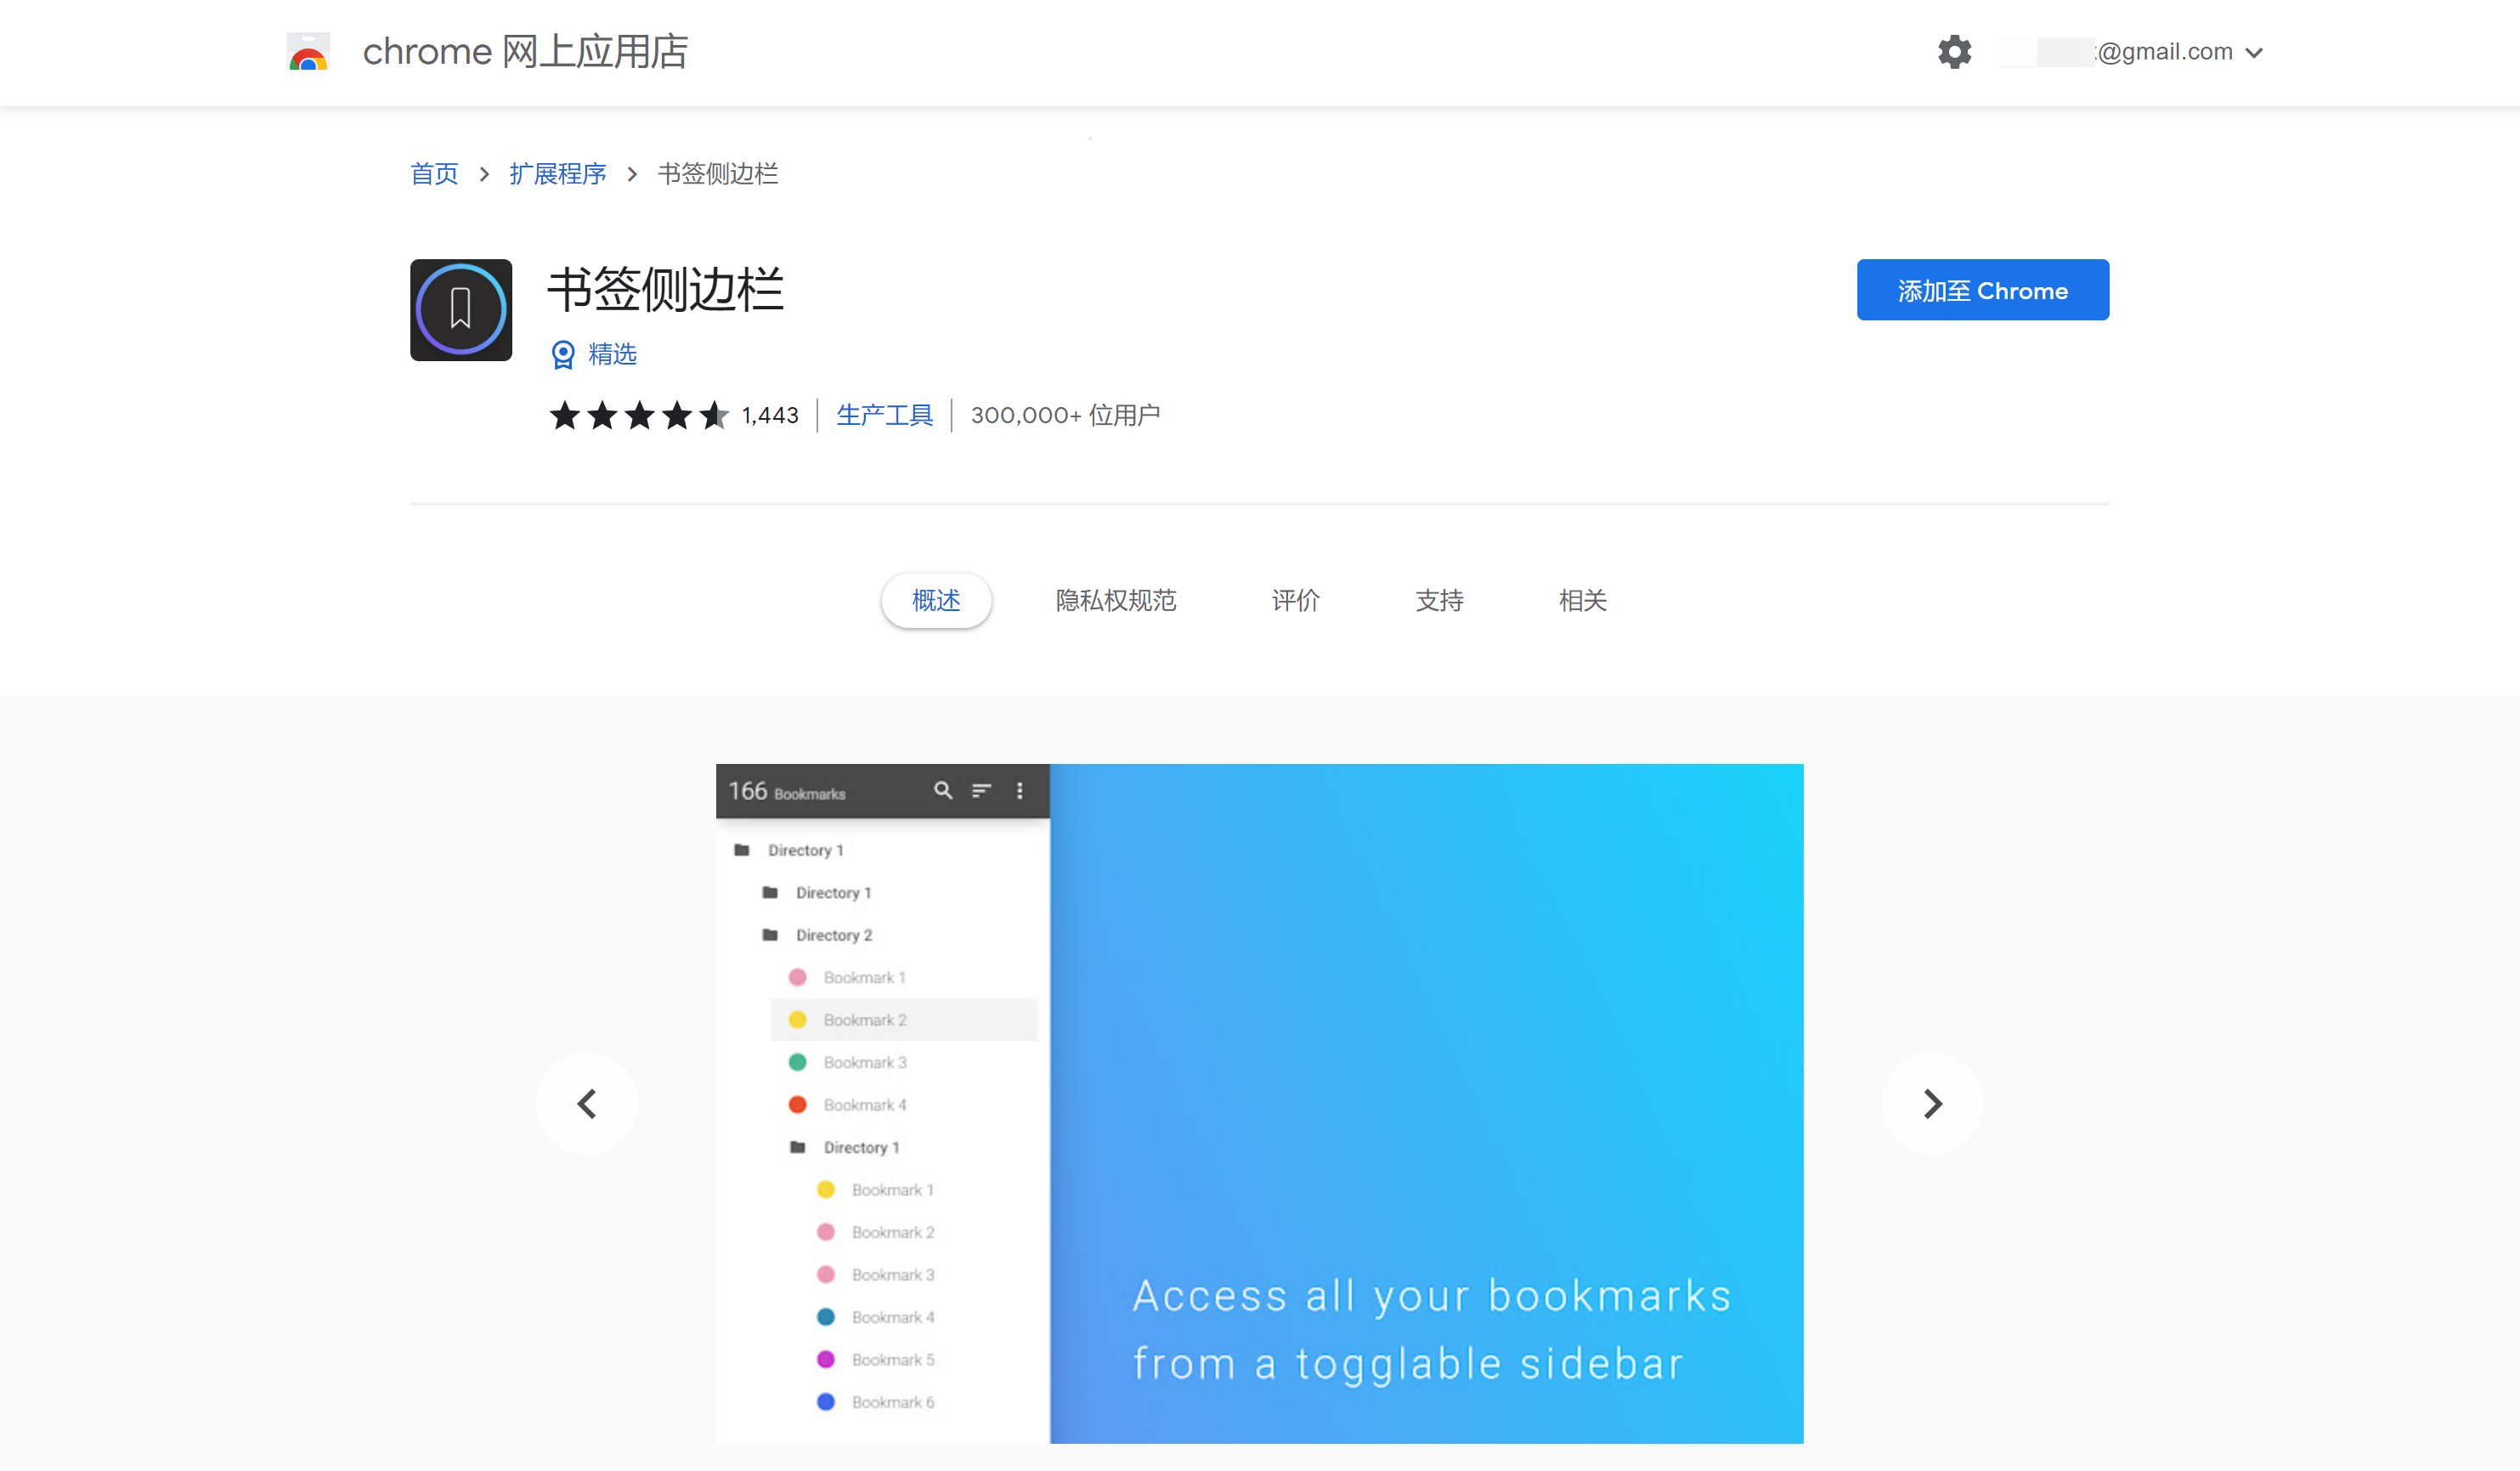 chrome 网上应用店
@gmail.com
首页 > 扩展程序 > 书签侧边栏
书签侧边栏
添加至 Chrome
精选
1,443 生产工具 300,000+ 位用户
概述 隐私权规范 评价 支持 相关
166 Bookmarks
Directory 1
Directory 1
Directory 2
Bookmark 1
Bookmark 2
Bookmark 3
Bookmark 4
Directory 1
Bookmark 1
Bookmark 2
Bookmark 3
Bookmark 4
Bookmark 5
Bookmark 6
Access all your bookmarks
from a togglable sidebar